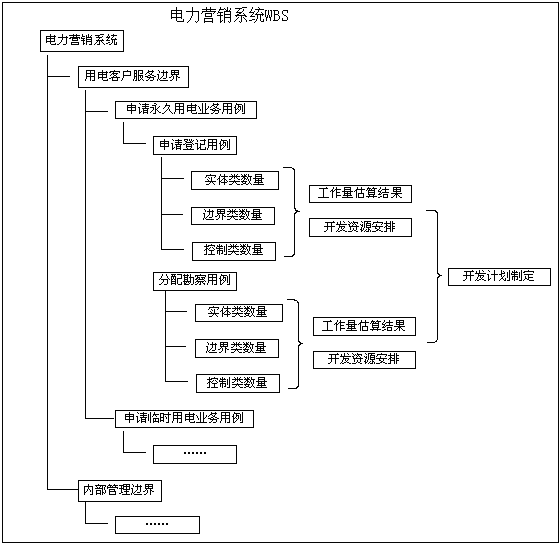 电力营销系统WBS
电力营销系统
用电客户服务边界
申请永久用电业务用例
申请登记用例
实体类数量
工作量估算结果
边界类数量
开发资源安排
控制类数量
开发计划制定
分配勘察用例
实体类数量
工作量估算结果
边界类数量
开发资源安排
控制类数量
申请临时用电业务用例
……
内部管理边界
……